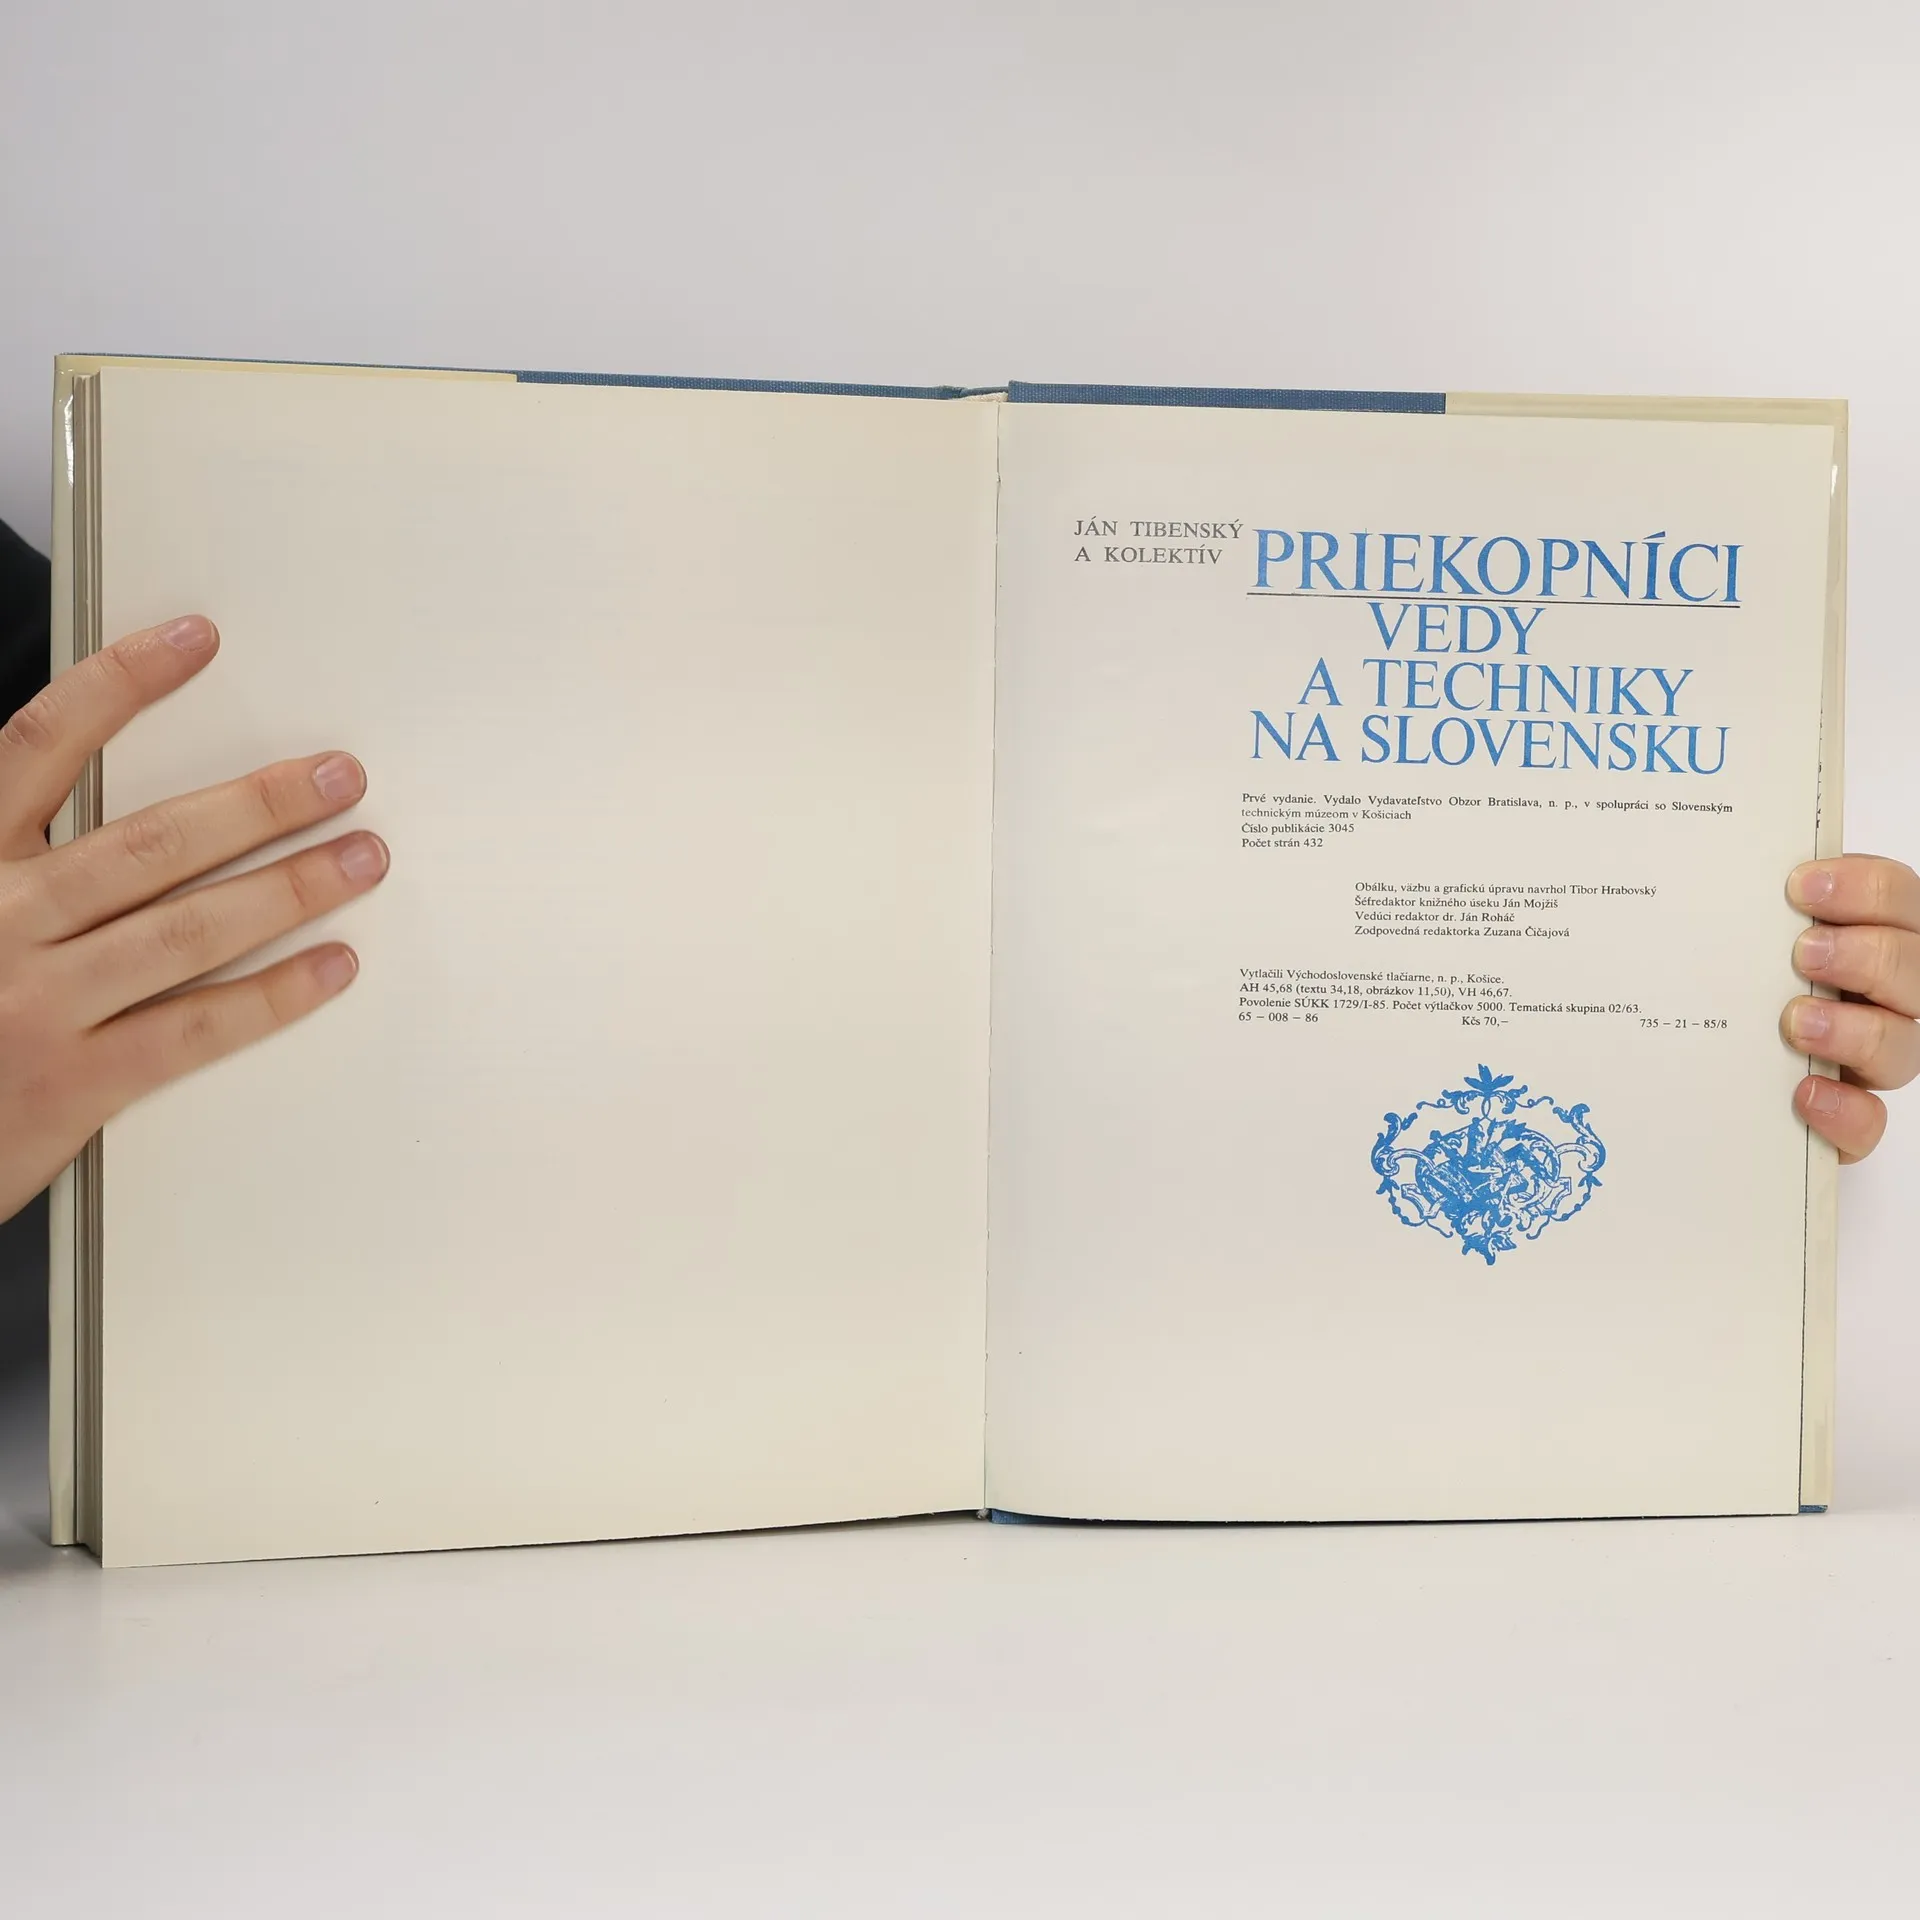 JÁN TIBENSKÝ
A KOLEKTÍV
PRIEKOPNÍCI
VEDY
A TECHNIKY
NA SLOVENSKU
Prvé vydanie. Vydalo Vydavateľstvo Obzor Bratislava, n. p., v spolupráci so Slovenským
technickým múzeom v Košiciach
Číslo publikácie 3045
Počet strán 432
Obálku, väzbu a grafickú úpravu navrhol Tibor Hrabovský
Šéfredaktor knižného úseku Ján Mojžiš
Vedúci redaktor dr. Ján Roháč
Zodpovedná redaktorka Zuzana Čičajová
Vytlačili Východoslovenské tlačiarne, n. p., Košice.
AH 45,68 (textu 34,18, obrázkov 11,50), VH 46,67.
Povolenie SÚKK 1729/I-85. Počet výtlačkov 5000. Tematická skupina 02/63.
65 – 008 – 86 Kčs 70,– 735 – 21 – 85/8